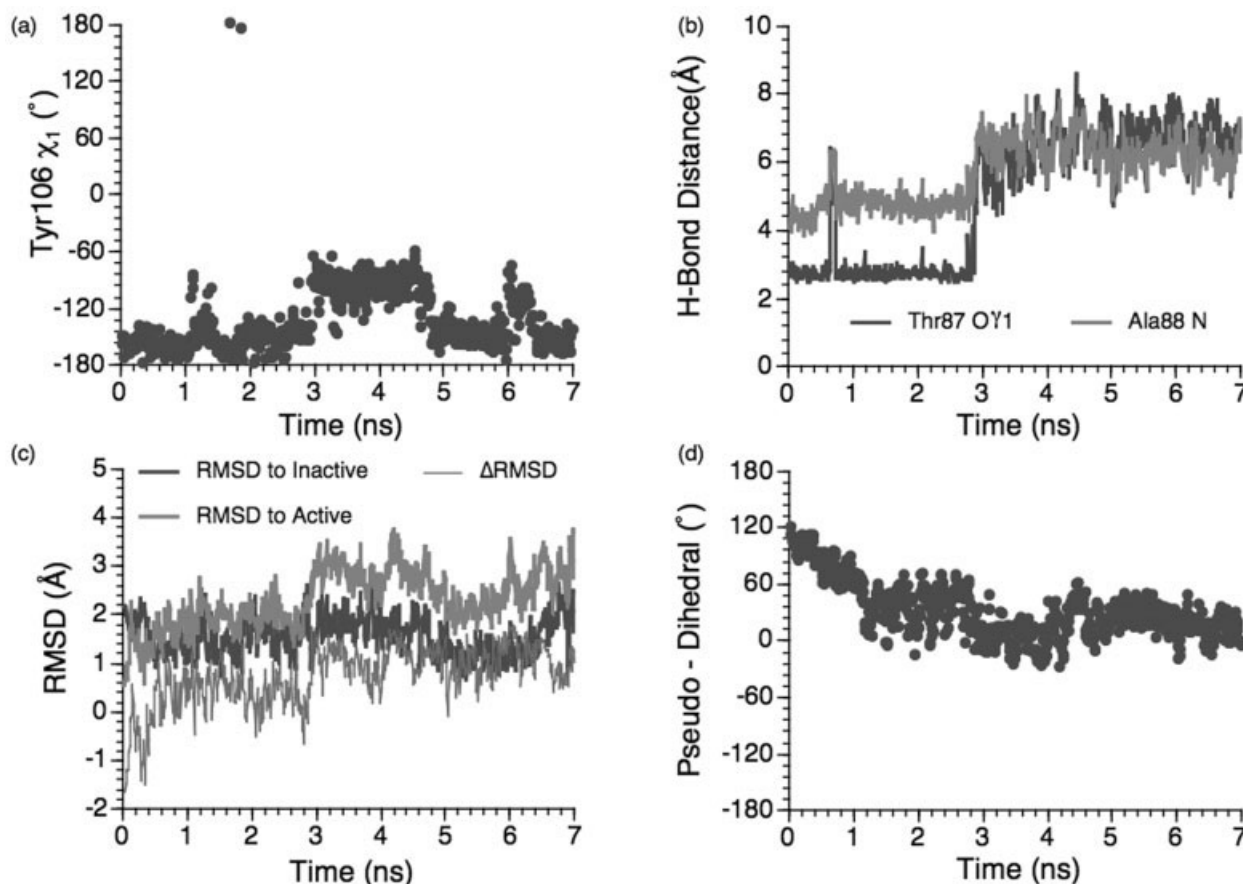 (a)
Tyr106 χ1 (°)
180
120
60
0
-60
-120
-180
0 1 2 3 4 5 6 7
Time (ns)
(b)
H-Bond Distance(Å)
10
8
6
4
2
0
Thr87 Oγ1 Ala88 N
0 1 2 3 4 5 6 7
Time (ns)
(c)
RMSD (Å)
5
4
3
2
1
0
-1
-2
RMSD to Inactive ΔRMSD
RMSD to Active
0 1 2 3 4 5 6 7
Time (ns)
(d)
Pseudo - Dihedral (°)
180
120
60
0
-60
-120
-180
0 1 2 3 4 5 6 7
Time (ns)